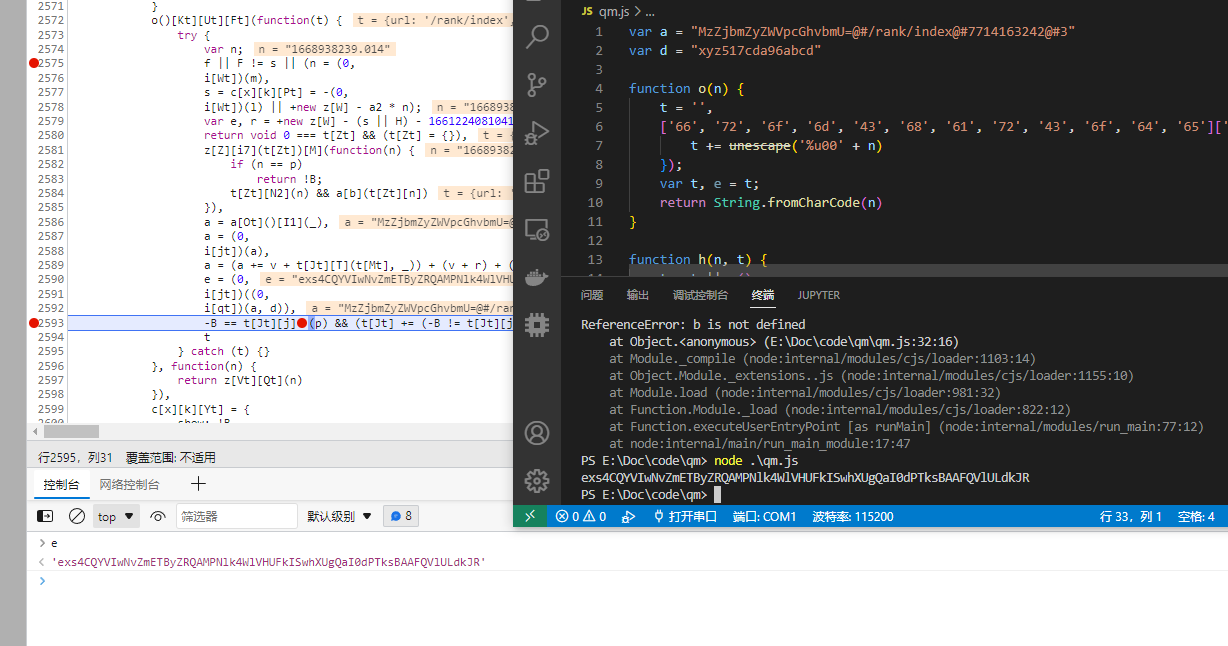 2571 }
2572 o()[Kt][Ut][Ft](function(t) { t = {url: '/rank/index',
2573 try {
2574 var n; n = "1668938239.014"
2575 f || F != s || (n = (0,
2576 i[Wt])(m),
2577 s = c[x][k][Pt] = -(0,
2578 i[Wt])(l) || +new z[W] - a2 * n); n = "166893
2579 var e, r = +new z[W] - (s || H) - 1661224081041
2580 return void 0 === t[Zt] && (t[Zt] = {}), t =
2581 z[Z][i7](t[Zt])[M](function(n) { n = "16689382
2582 if (n == p)
2583 return !B;
2584 t[Zt][N2](n) && a[b](t[Zt][n]) t = {url:
2585 }),
2586 a = a[Ot]()[I1](_), a = "MzZjbmZyZWVpcGhvbmU=@
2587 a = (0,
2588 i[jt])(a),
2589 a = (a += v + t[Jt][T](t[Mt], _)) + (v + r) + (
2590 e = (0, e = "exs4CQYVIwNvZmETByZRQAMPNlk4WlVHU
2591 i[jt])((0,
2592 i[qt])(a, d)), a = "MzZjbmZyZWVpcGhvbmU=@#/ran
2593 -B == t[Jt][j](p) && (t[Jt] += (-B != t[Jt][j
2594 t
2595 } catch (t) {}
2596 }, function(n) {
2597 return z[Vt][Qt](n)
2598 }),
2599 c[x][k][Yt] = {
行2595，列31 覆盖范围: 不适用
控制台 网络控制台
top 筛选器 默认级别 8
e
'exs4CQYVIwNvZmETByZRQAMPNlk4WlVHUFkISwhXUgQaI0dPTksBAAFQVlULdkJR'
JS qm.js > ...
1 var a = "MzZjbmZyZWVpcGhvbmU=@#/rank/index@#7714163242@#3"
2 var d = "xyz517cda96abcd"
3
4 function o(n) {
5 t = '',
6 ['66', '72', '6f', '6d', '43', '68', '61', '72', '43', '6f', '64', '65']['
7 t += unescape('%u00' + n)
8 });
9 var t, e = t;
10 return String.fromCharCode(n)
11 }
12
13 function h(n, t) {
问题 输出 调试控制台 终端 JUPYTER
ReferenceError: b is not defined
at Object.<anonymous> (E:\Doc\code\qm\qm.js:32:16)
at Module._compile (node:internal/modules/cjs/loader:1103:14)
at Object.Module._extensions..js (node:internal/modules/cjs/loader:1155:10)
at Module.load (node:internal/modules/cjs/loader:981:32)
at Function.Module._load (node:internal/modules/cjs/loader:822:12)
at Function.executeUserEntryPoint [as runMain] (node:internal/modules/run_main:77:12)
at node:internal/main/run_main_module:17:47
PS E:\Doc\code\qm> node .\qm.js
exs4CQYVIwNvZmETByZRQAMPNlk4WlVHUFkISwhXUgQaI0dPTksBAAFQVlULdkJR
PS E:\Doc\code\qm>
0 0 打开串口 端口: COM1 波特率: 115200 行 33，列 1 空格: 4